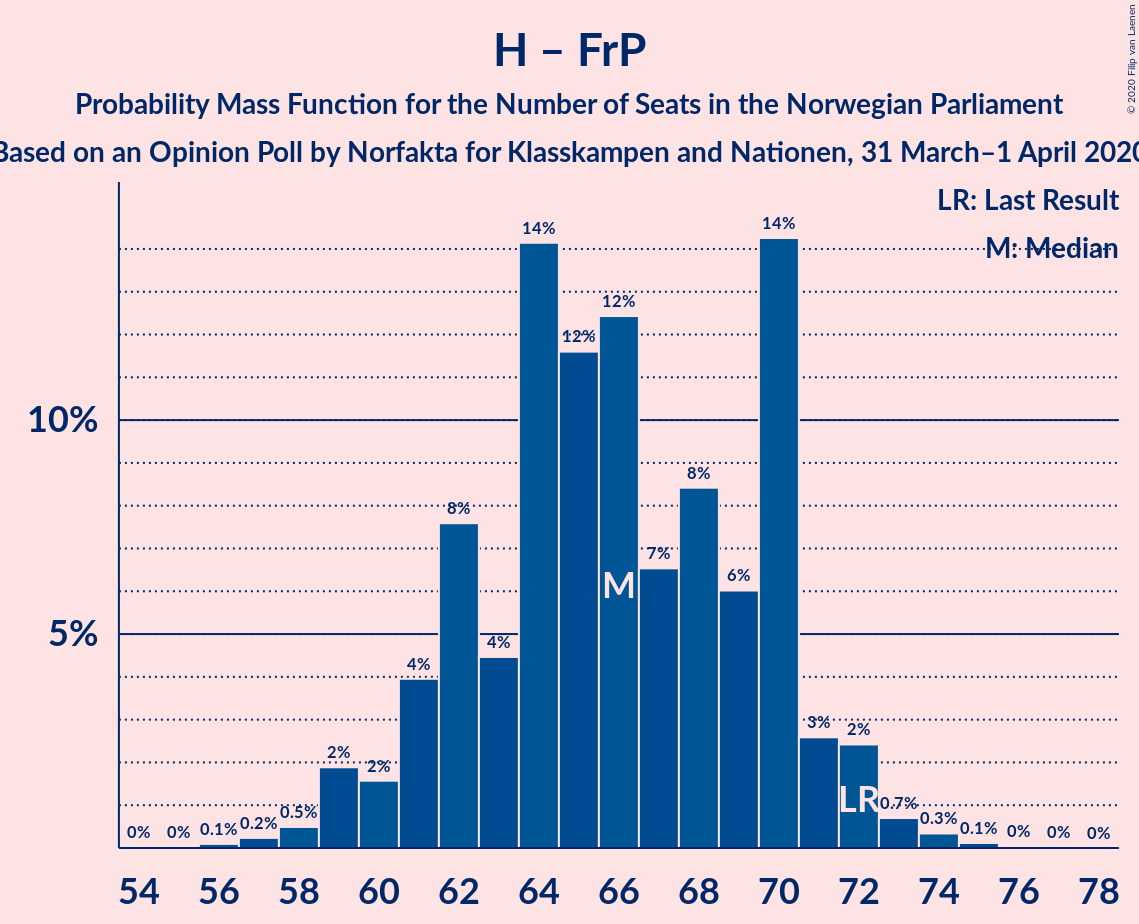 H – FrP
Probability Mass Function for the Number of Seats in the Norwegian Parliament
Based on an Opinion Poll by Norfakta for Klasskampen and Nationen, 31 March–1 April 2020
© 2020 Filip van Laenen
LR: Last Result
M: Median
10%
5%
0% 0% 0.1% 0.2% 0.5% 2% 2% 4% 8% 4% 14% 12% 12% 7% 8% 6% 14% 3% 2% 0.7% 0.3% 0.1% 0% 0% 0%
M
LR
54 56 58 60 62 64 66 68 70 72 74 76 78